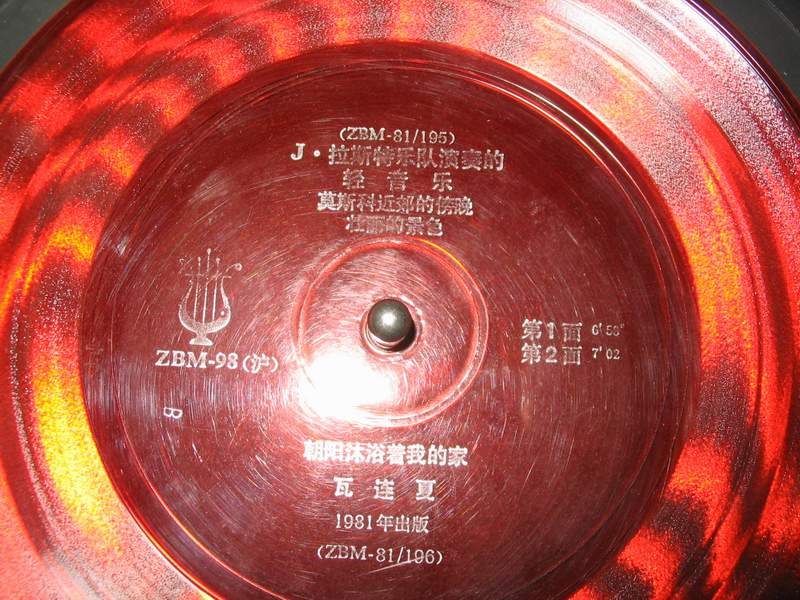 (ZBM-81/195)
J·拉斯特乐队演奏的
轻音乐
莫斯科近郊的傍晚
壮丽的景色
ZBM-98(沪)
B
第1面 6'53"
第2面 7'02
朝阳沐浴着我的家
瓦连夏
1981年出版
(ZBM-81/196)